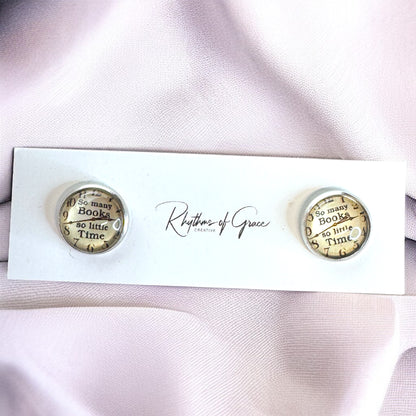 So many
Books
so little
Time
Rhythms of Grace
CREATIVE
So many
Books
so little
Time